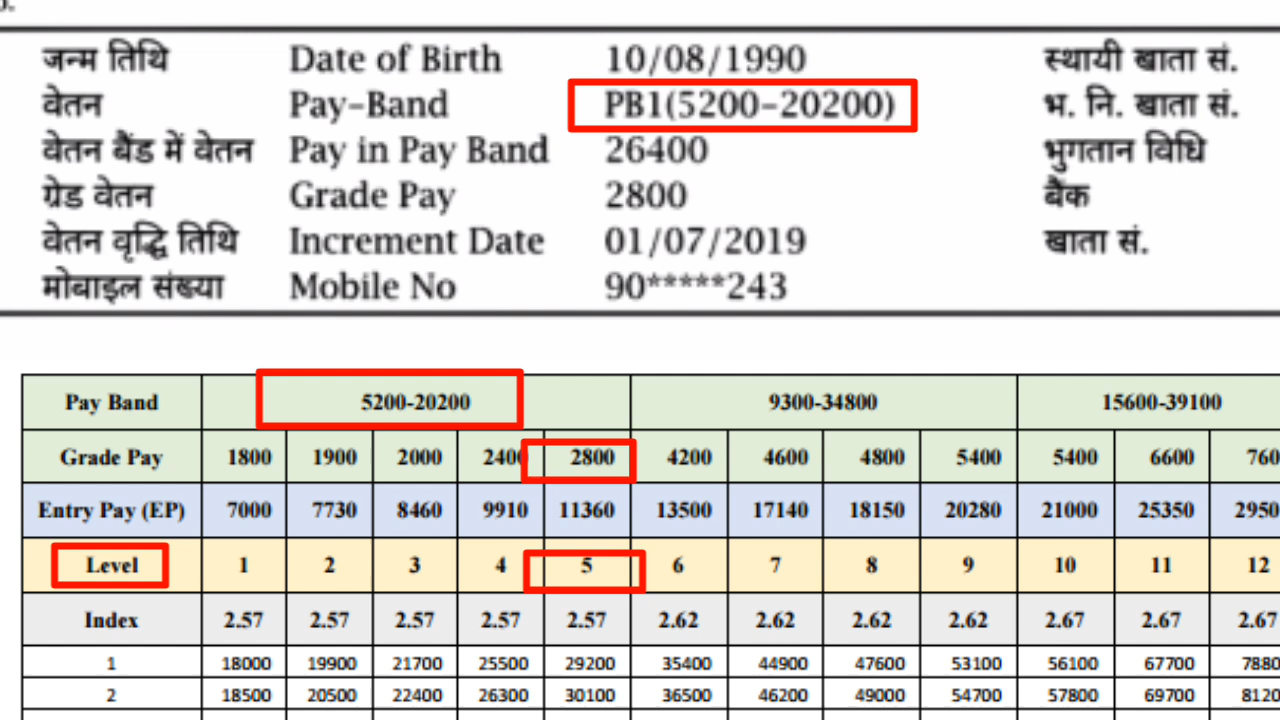 जन्म तिथि Date of Birth 10/08/1990 स्थायी खाता सं.
वेतन Pay-Band PB1(5200-20200) भ. नि. खाता सं.
वेतन बैंड में वेतन Pay in Pay Band 26400 भुगतान विधि
ग्रेड वेतन Grade Pay 2800 बैंक
वेतन वृद्धि तिथि Increment Date 01/07/2019 खाता सं.
मोबाइल संख्या Mobile No 90*****243
Pay Band 5200-20200 9300-34800 15600-39100
Grade Pay 1800 1900 2000 2400 2800 4200 4600 4800 5400 5400 6600
Entry Pay (EP) 7000 7730 8460 9910 11360 13500 17140 18150 20280 21000 25350
Level 1 2 3 4 5 6 7 8 9 10 11 12
Index 2.57 2.57 2.57 2.57 2.57 2.62 2.62 2.62 2.62 2.67 2.67 2.67
1 18000 19900 21700 25500 29200 35400 44900 47600 53100 56100 67700
2 18500 20500 22400 26300 30100 36500 46200 49000 54700 57800 69700